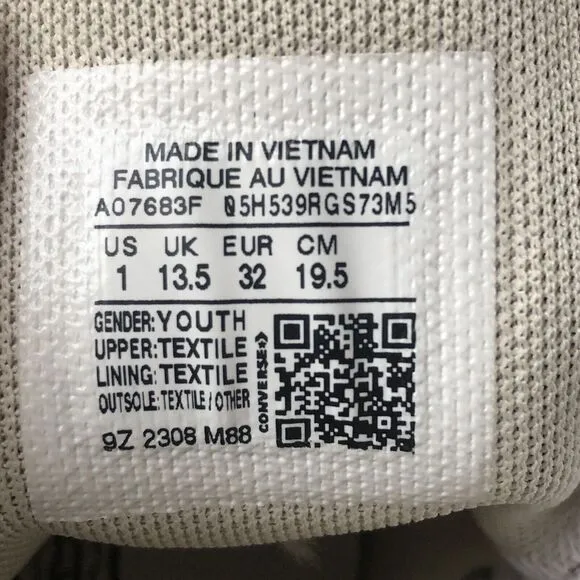 MADE IN VIETNAM
FABRIQUE AU VIETNAM
A07683F 05H539RGS73M5
US UK EUR CM
1 13.5 32 19.5
GENDER: YOUTH
UPPER: TEXTILE
LINING: TEXTILE
OUTSOLE: TEXTILE / OTHER
9Z 2308 M88
CONVERSE